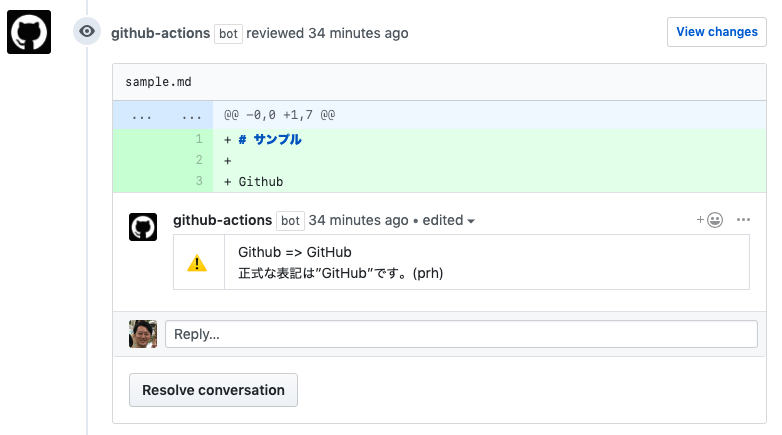 github-actions bot reviewed 34 minutes ago
View changes
sample.md
... ... @@ -0,0 +1,7 @@
1 + # サンプル
2 +
3 + Github
github-actions bot 34 minutes ago • edited
Github => GitHub
正式な表記は”GitHub”です。(prh)
Reply...
Resolve conversation